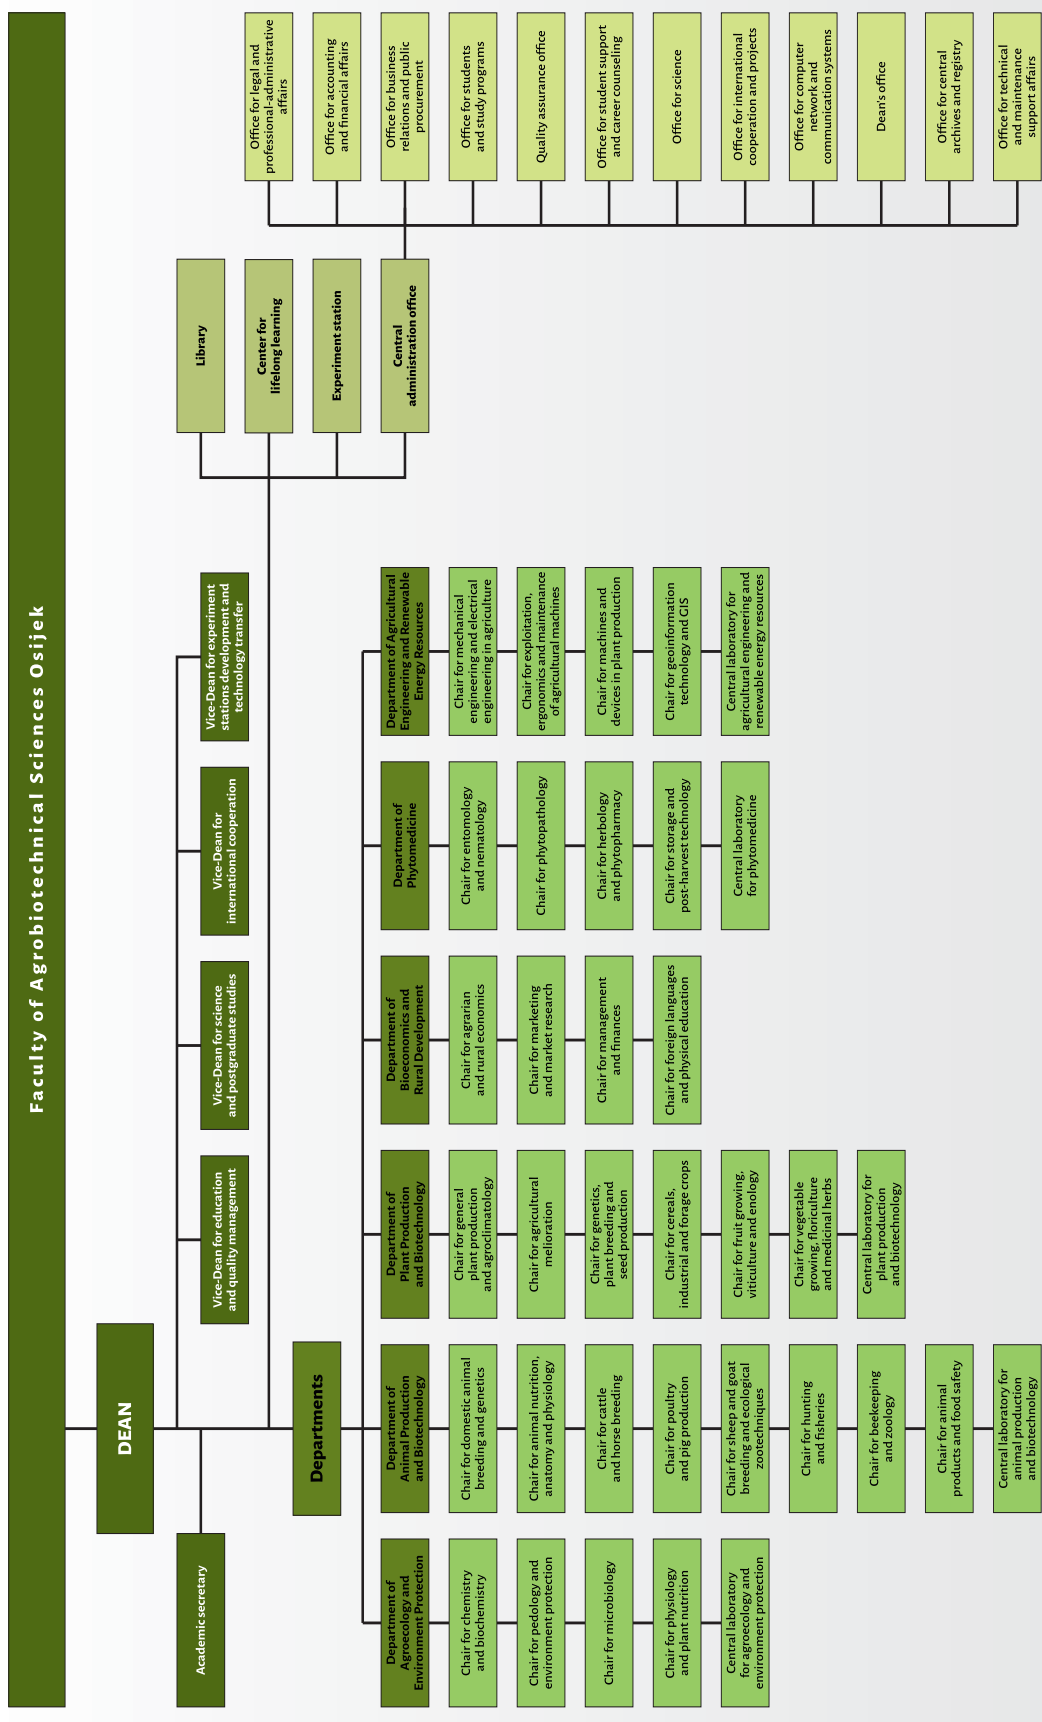 Faculty of Agrobiotechnical Sciences Osijek
DEAN
Academic secretary
Vice-Dean for education
and quality management
Vice-Dean for science
and postgraduate studies
Vice-Dean for
international cooperation
Vice-Dean for experiment
stations development and
technology transfer
Library
Center for
lifelong learning
Experiment station
Central
administration office
Office for legal and
professional-administrative
affairs
Office for accounting
and financial affairs
Office for business
relations and public
procurement
Office for students
and study programs
Quality assurance office
Office for student support
and career counseling
Office for science
Office for international
cooperation and projects
Office for computer
network and
communication systems
Dean's office
Office for central
archives and registry
Office for technical
and maintenance
support affairs
Departments
Department of
Agroecology and
Environment Protection
Chair for chemistry
and biochemistry
Chair for pedology and
environment protection
Chair for microbiology
Chair for physiology
and plant nutrition
Central laboratory
for agroecology and
environment protection
Department of
Animal Production
and Biotechnology
Chair for domestic animal
breeding and genetics
Chair for animal nutrition,
anatomy and physiology
Chair for cattle
and horse breeding
Chair for poultry
and pig production
Chair for sheep and goat
breeding and ecological
zootechniques
Chair for hunting
and fisheries
Chair for beekeeping
and zoology
Chair for animal
products and food safety
Central laboratory for
animal production
and biotechnology
Department of
Plant Production
and Biotechnology
Chair for general
plant production
and agroclimatology
Chair for agricultural
melioration
Chair for genetics,
plant breeding and
seed production
Chair for cereals,
industrial and forage crops
Chair for fruit growing,
viticulture and enology
Chair for vegetable
growing, floriculture
and medicinal herbs
Central laboratory for
plant production
and biotechnology
Department of
Bioeconomics and
Rural Development
Chair for agrarian
and rural economics
Chair for marketing
and market research
Chair for management
and finances
Chair for foreign languages
and physical education
Department of
Phytomedicine
Chair for entomology
and nematology
Chair for phytopathology
Chair for herbology
and phytopharmacy
Chair for storage and
post-harvest technology
Central laboratory
for phytomedicine
Department of Agricultural
Engineering and Renewable
Energy Resources
Chair for mechanical
engineering and electrical
engineering in agriculture
Chair for exploitation,
ergonomics and maintenance
of agricultural machines
Chair for machines and
devices in plant production
Chair for geoinformation
technology and GIS
Central laboratory for
agricultural engineering and
renewable energy resources